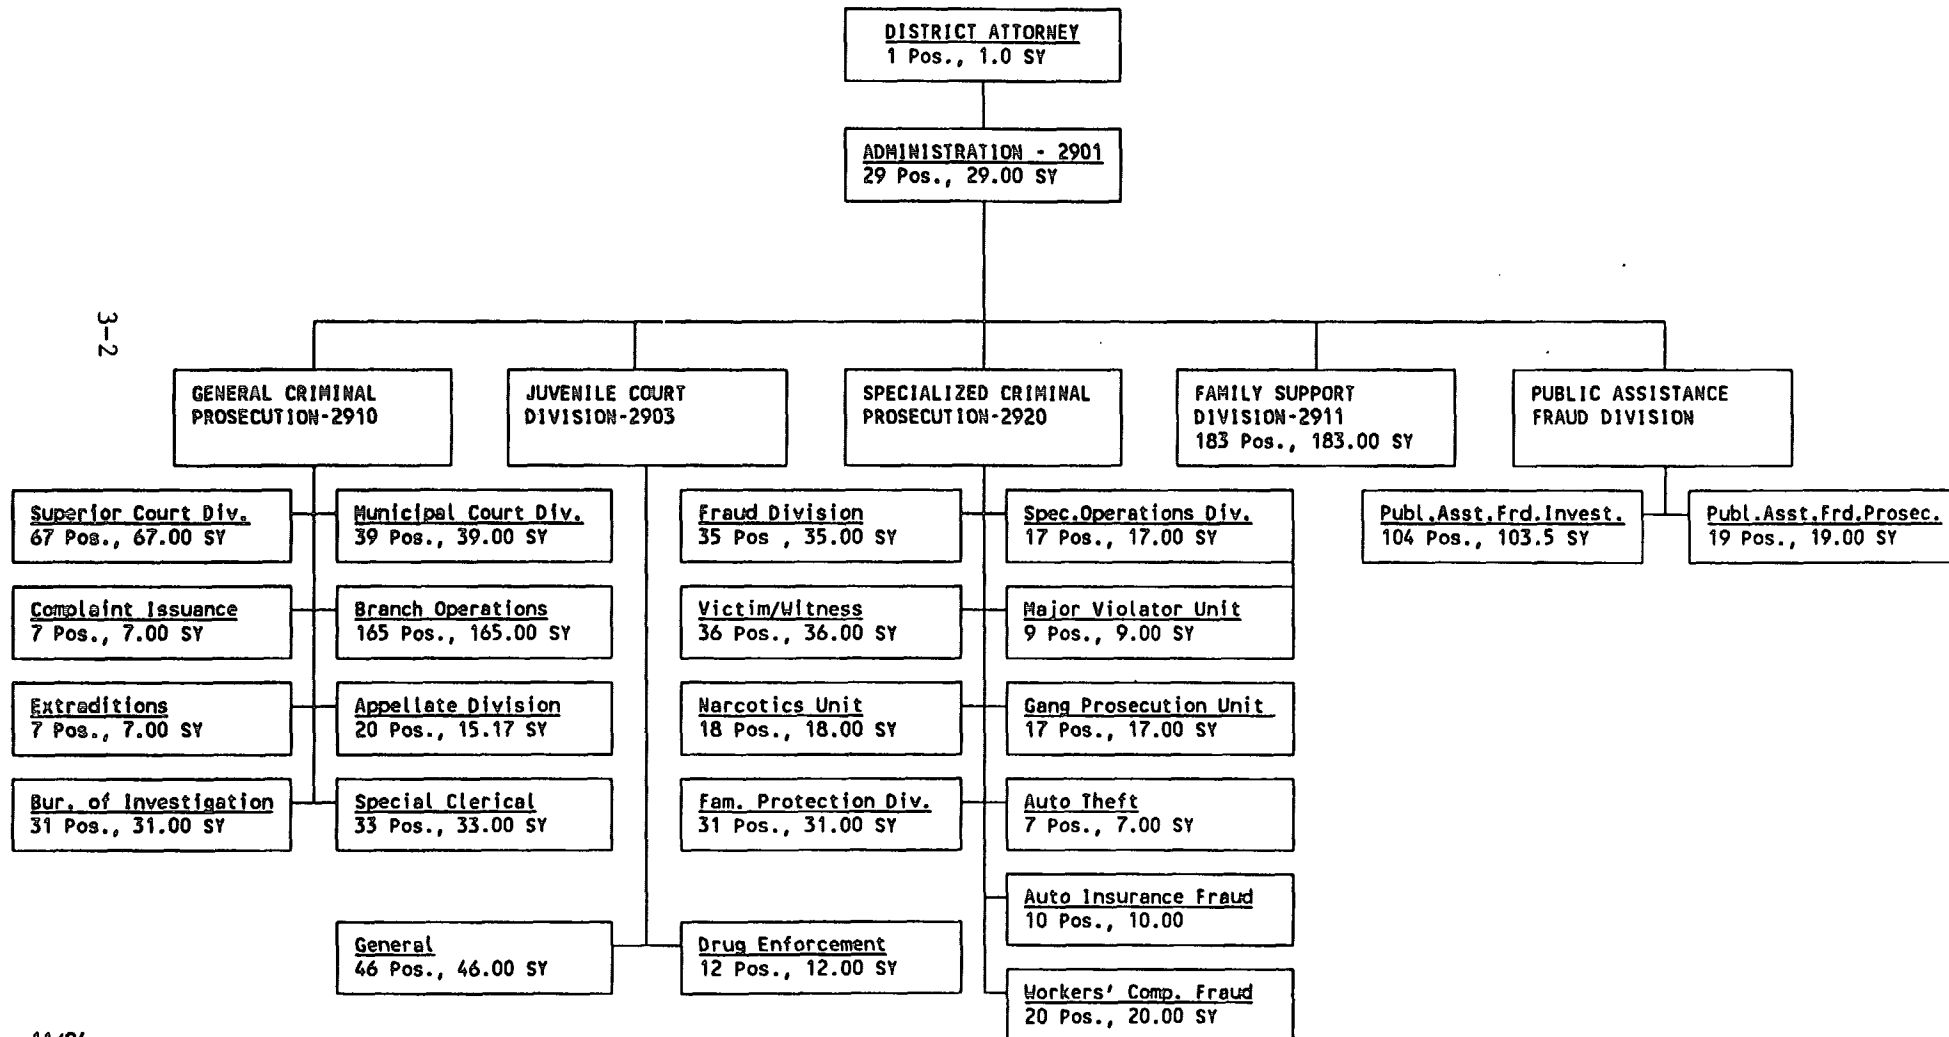 DISTRICT ATTORNEY
1 Pos., 1.0 SY
ADMINISTRATION - 2901
29 Pos., 29.00 SY
3-2
GENERAL CRIMINAL
PROSECUTION-2910
JUVENILE COURT
DIVISION-2903
SPECIALIZED CRIMINAL
PROSECUTION-2920
FAMILY SUPPORT
DIVISION-2911
183 Pos., 183.00 SY
PUBLIC ASSISTANCE
FRAUD DIVISION
Superior Court Div.
67 Pos., 67.00 SY
Municipal Court Div.
39 Pos., 39.00 SY
Fraud Division
35 Pos , 35.00 SY
Spec.Operations Div.
17 Pos., 17.00 SY
Publ.Asst.Frd.Invest.
104 Pos., 103.5 SY
Publ.Asst.Frd.Prosec.
19 Pos., 19.00 SY
Complaint Issuance
7 Pos., 7.00 SY
Branch Operations
165 Pos., 165.00 SY
Victim/Witness
36 Pos., 36.00 SY
Major Violator Unit
9 Pos., 9.00 SY
Extraditions
7 Pos., 7.00 SY
Appellate Division
20 Pos., 15.17 SY
Narcotics Unit
18 Pos., 18.00 SY
Gang Prosecution Unit
17 Pos., 17.00 SY
Bur. of Investigation
31 Pos., 31.00 SY
Special Clerical
33 Pos., 33.00 SY
Fam. Protection Div.
31 Pos., 31.00 SY
Auto Theft
7 Pos., 7.00 SY
Auto Insurance Fraud
10 Pos., 10.00
General
46 Pos., 46.00 SY
Drug Enforcement
12 Pos., 12.00 SY
Workers' Comp. Fraud
20 Pos., 20.00 SY